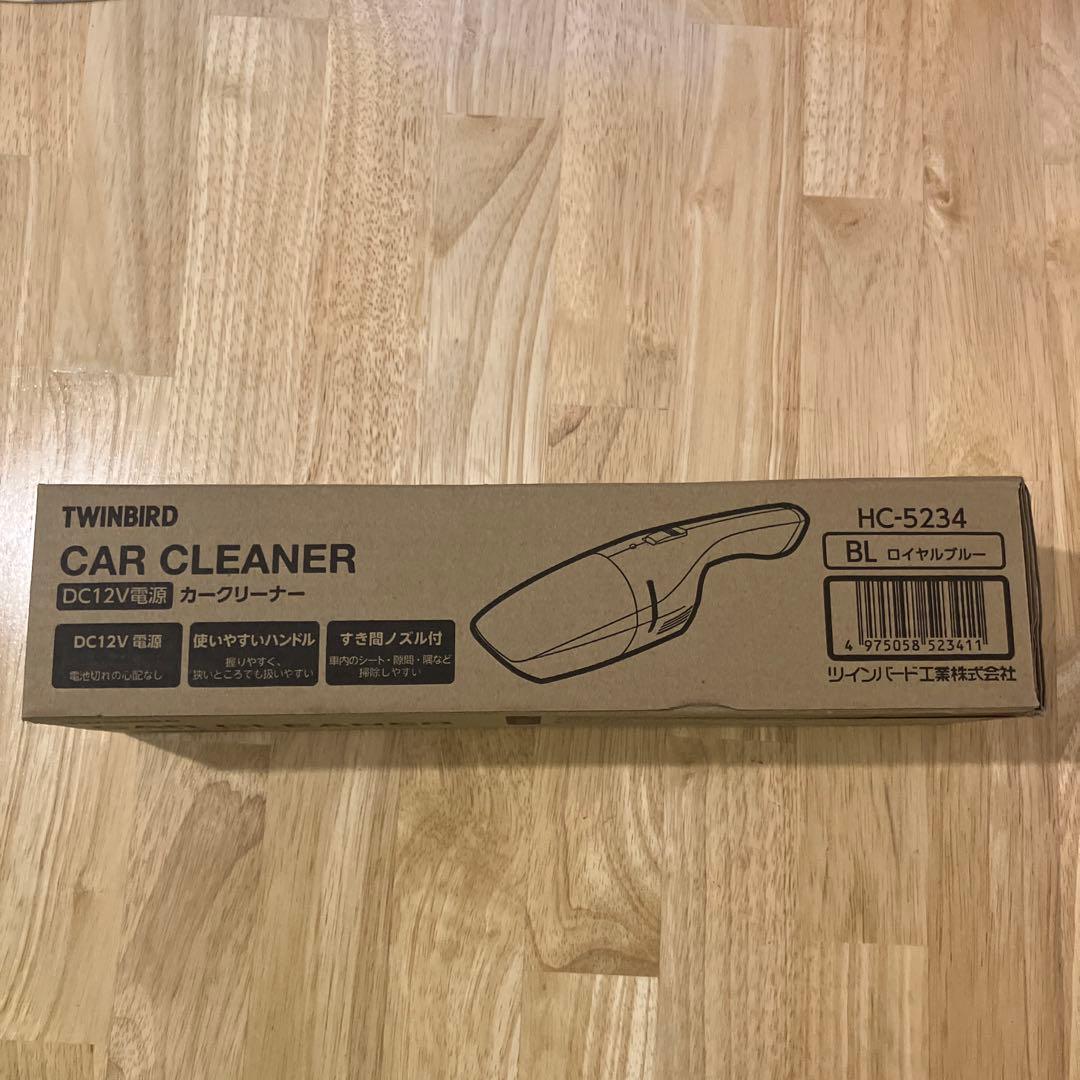 TWINBIRD
CAR CLEANER
DC12V電源 カークリーナー
DC12V 電源
電池切れの心配なし
使いやすいハンドル
握りやすく、
狭いところでも扱いやすい
すき間ノズル付
車内のシート・隙間・隅など
掃除しやすい
HC-5234
BL ロイヤルブルー
4 975058 523411
ツインバード工業株式会社
CAR CLEANER